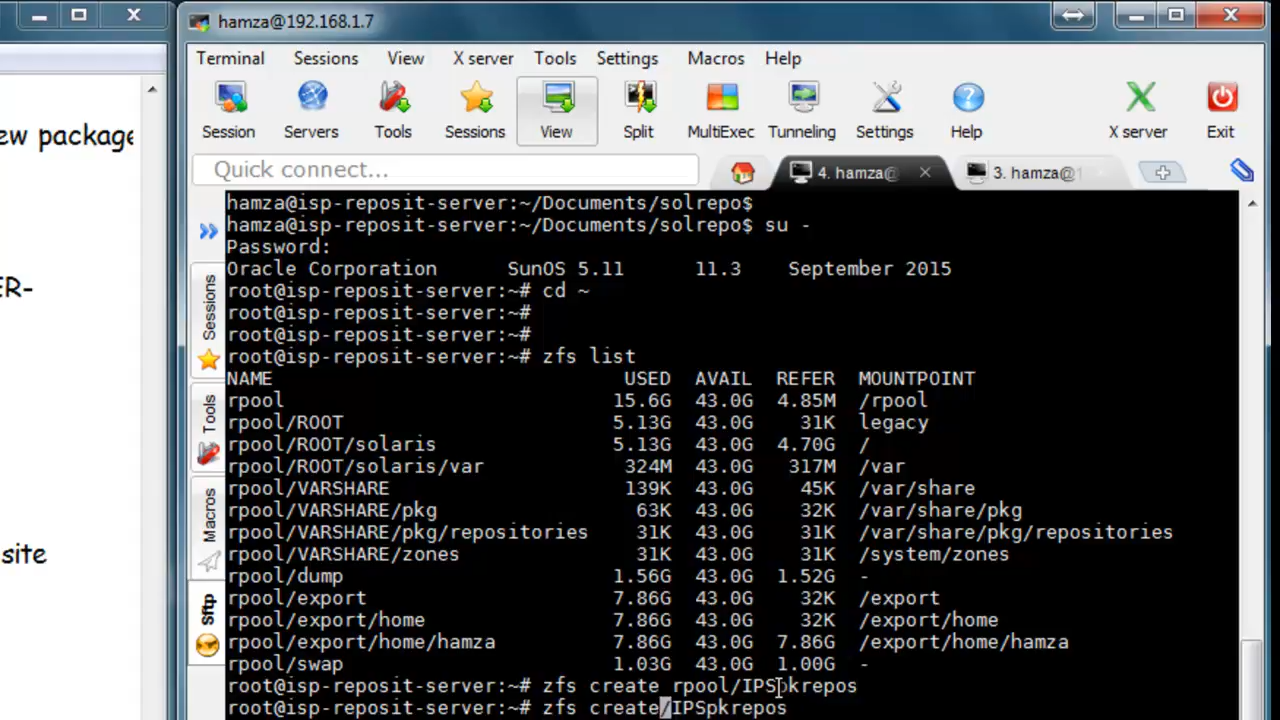 hamza@192.168.1.7
Terminal Sessions View X server Tools Settings Macros Help
Session Servers Tools Sessions View Split MultiExec Tunneling Settings Help X server Exit
Quick connect...
4. hamza@
3. hamza@1
ew package
ER-
site
Sessions
Tools
Macros
Sftp
hamza@isp-reposit-server:~/Documents/solrepo$
hamza@isp-reposit-server:~/Documents/solrepo$ su -
Password:
Oracle Corporation SunOS 5.11 11.3 September 2015
root@isp-reposit-server:~# cd ~
root@isp-reposit-server:~#
root@isp-reposit-server:~#
root@isp-reposit-server:~# zfs list
NAME USED AVAIL REFER MOUNTPOINT
rpool 15.6G 43.0G 4.85M /rpool
rpool/ROOT 5.13G 43.0G 31K legacy
rpool/ROOT/solaris 5.13G 43.0G 4.70G /
rpool/ROOT/solaris/var 324M 43.0G 317M /var
rpool/VARSHARE 139K 43.0G 45K /var/share
rpool/VARSHARE/pkg 63K 43.0G 32K /var/share/pkg
rpool/VARSHARE/pkg/repositories 31K 43.0G 31K /var/share/pkg/repositories
rpool/VARSHARE/zones 31K 43.0G 31K /system/zones
rpool/dump 1.56G 43.0G 1.52G -
rpool/export 7.86G 43.0G 32K /export
rpool/export/home 7.86G 43.0G 32K /export/home
rpool/export/home/hamza 7.86G 43.0G 7.86G /export/home/hamza
rpool/swap 1.03G 43.0G 1.00G -
root@isp-reposit-server:~# zfs create rpool/IPSpkrepos
root@isp-reposit-server:~# zfs create/IPSpkrepos